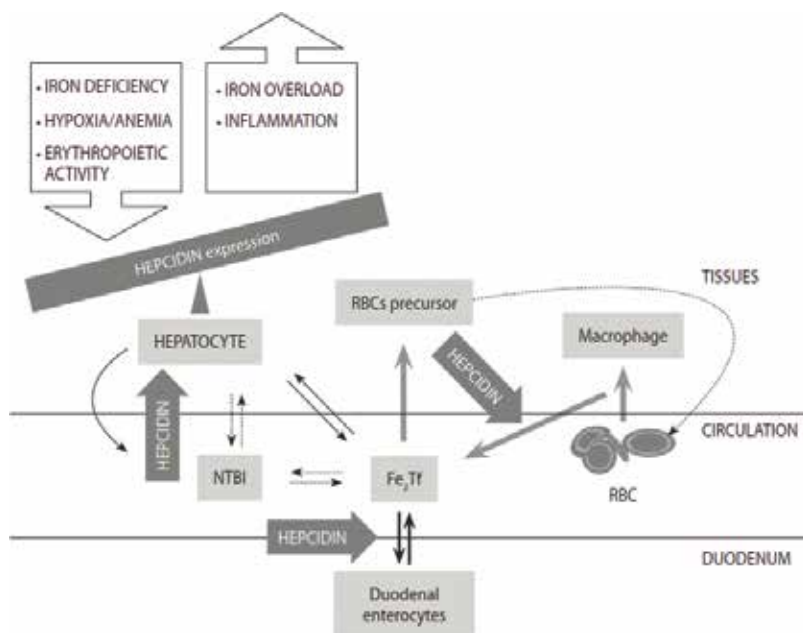 • IRON DEFICIENCY
• HYPOXIA/ANEMIA
• ERYTHROPOIETIC
ACTIVITY
• IRON OVERLOAD
• INFLAMMATION
HEPCIDIN expression
TISSUES
RBCs precursor
HEPATOCYTE
Macrophage
HEPCIDIN
HEPCIDIN
CIRCULATION
NTBI
Fe₂Tf
RBC
HEPCIDIN
DUODENUM
Duodenal
enterocytes